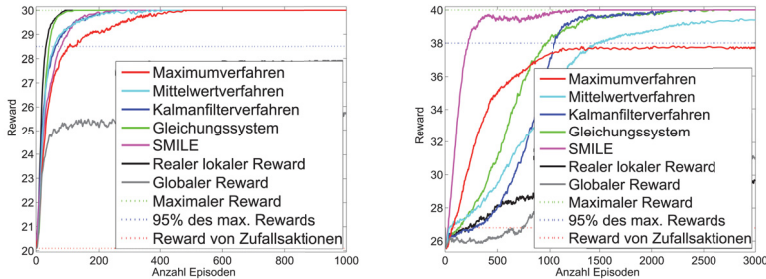 30
29
28
27
26
25
24
23
22
21
20
Reward
0
200
400
600
800
1000
Anzahl Episoden
Maximumverfahren
Mittelwertverfahren
Kalmanfilterverfahren
Gleichungssystem
SMILE
Realer lokaler Reward
Globaler Reward
Maximaler Reward
95% des max. Rewards
Reward von Zufallsaktionen
40
38
36
34
32
30
28
26
Reward
0
500
1000
1500
2000
2500
3000
Anzahl Episoden
Maximumverfahren
Mittelwertverfahren
Kalmanfilterverfahren
Gleichungssystem
SMILE
Realer lokaler Reward
Globaler Reward
Maximaler Reward
95% des max. Rewards
Reward von Zufallsaktionen